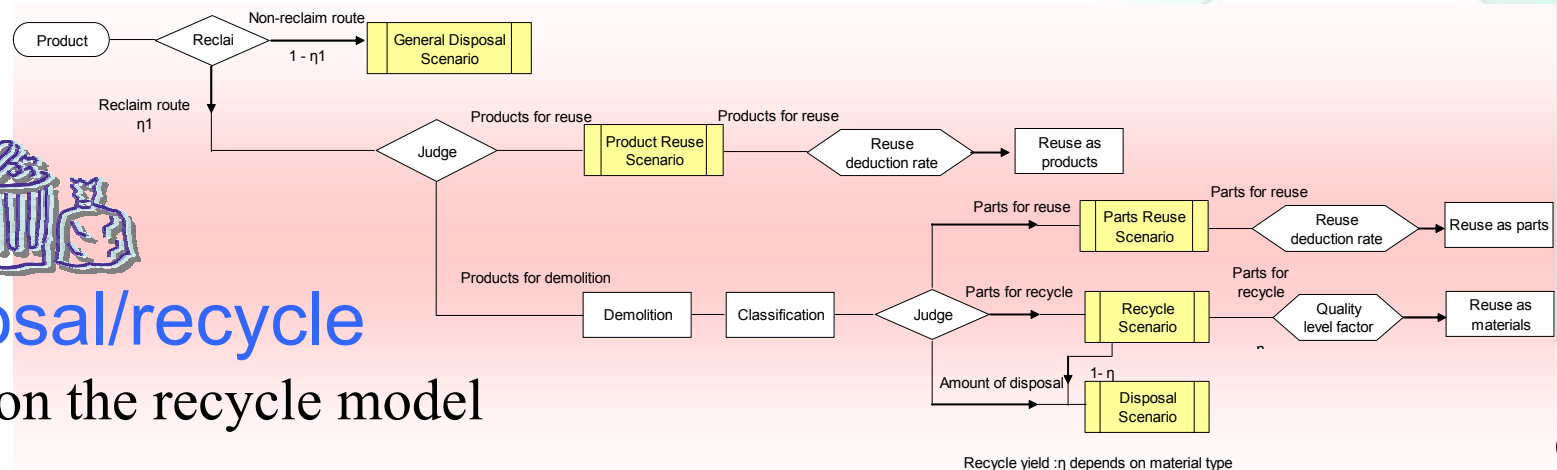 Product
Reclai
Non-reclaim route
1 - η1
General Disposal
Scenario
Reclaim route
η1
Judge
Products for reuse
Product Reuse
Scenario
Products for reuse
Reuse
deduction rate
Reuse as
products
Products for demolition
Demolition
Classification
Judge
Parts for reuse
Parts Reuse
Scenario
Parts for reuse
Reuse
deduction rate
Reuse as parts
Parts for recycle
Recycle
Scenario
Parts for
recycle
Quality
level factor
Reuse as
materials
1- η
Amount of disposal
Disposal
Scenario
Recycle yield :η depends on material type
osal/recycle
on the recycle model